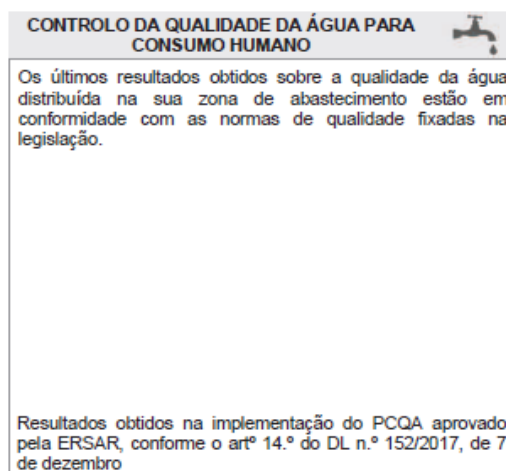 CONTROLO DA QUALIDADE DA ÁGUA PARA
CONSUMO HUMANO
Os últimos resultados obtidos sobre a qualidade da água
distribuída na sua zona de abastecimento estão em
conformidade com as normas de qualidade fixadas na
legislação.
Resultados obtidos na implementação do PCQA aprovado
pela ERSAR, conforme o artº 14.º do DL n.º 152/2017, de 7
de dezembro